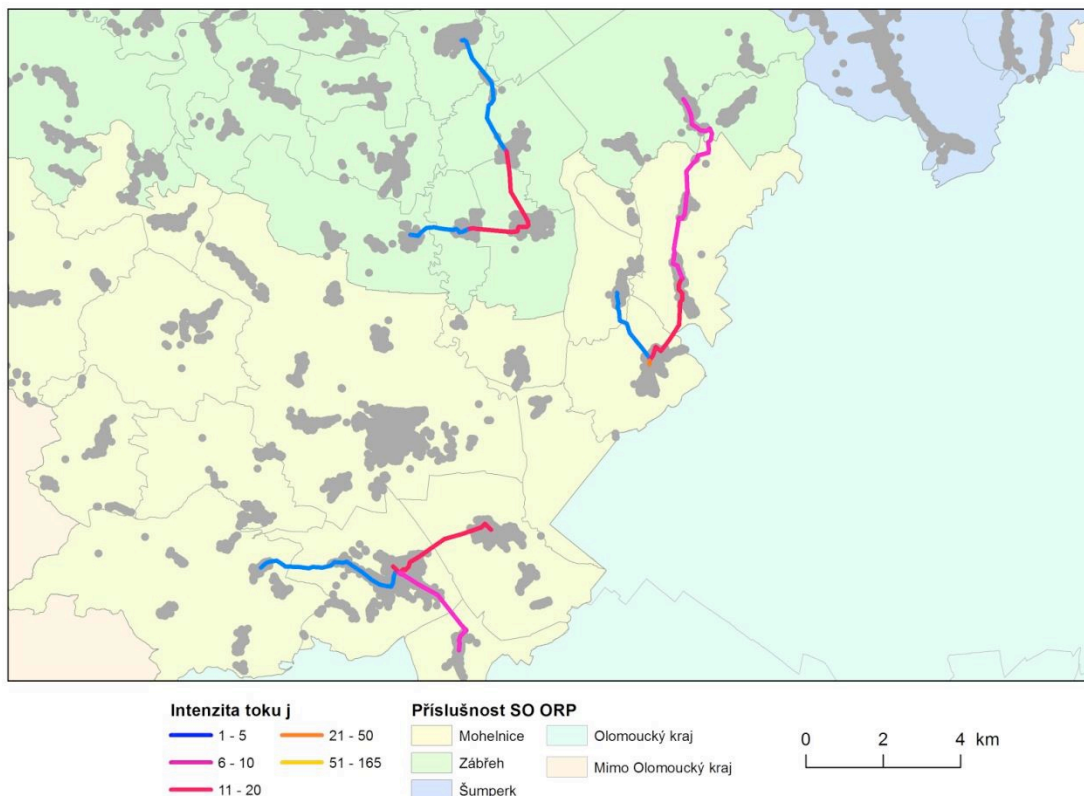 Intenzita toku j
1 - 5
6 - 10
11 - 20
21 - 50
51 - 165
Příslušnost SO ORP
Mohelnice
Zábřeh
Šumperk
Olomoucký kraj
Mimo Olomoucký kraj
0 2 4 km